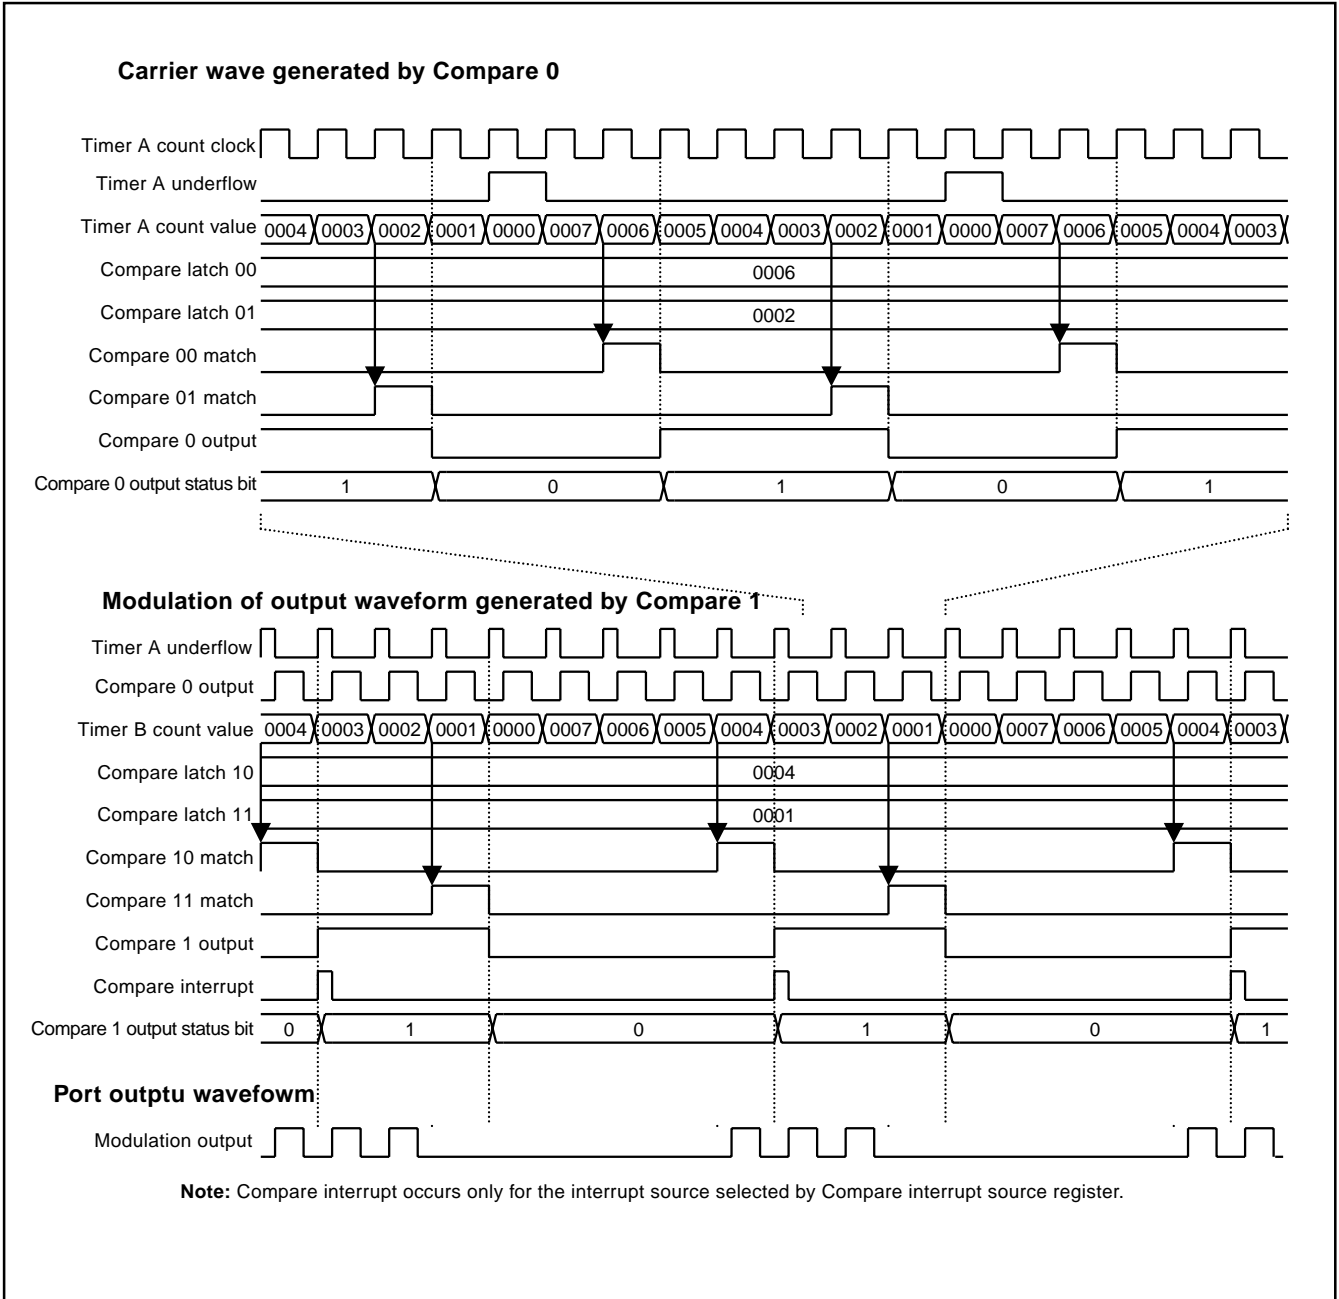 Carrier wave generated by Compare 0
Timer A count clock
Timer A underflow
Timer A count value 0004 0003 0002 0001 0000 0007 0006 0005 0004 0003 0002 0001 0000 0007 0006 0005 0004 0003
Compare latch 00 0006
Compare latch 01 0002
Compare 00 match
Compare 01 match
Compare 0 output
Compare 0 output status bit 1 0 1 0 1
Modulation of output waveform generated by Compare 1
Timer A underflow
Compare 0 output
Timer B count value 0004 0003 0002 0001 0000 0007 0006 0005 0004 0003 0002 0001 0000 0007 0006 0005 0004 0003
Compare latch 10 0004
Compare latch 11 0001
Compare 10 match
Compare 11 match
Compare 1 output
Compare interrupt
Compare 1 output status bit 0 1 0 1 0 1
Port outptu wavefowm
Modulation output
Note: Compare interrupt occurs only for the interrupt source selected by Compare interrupt source register.